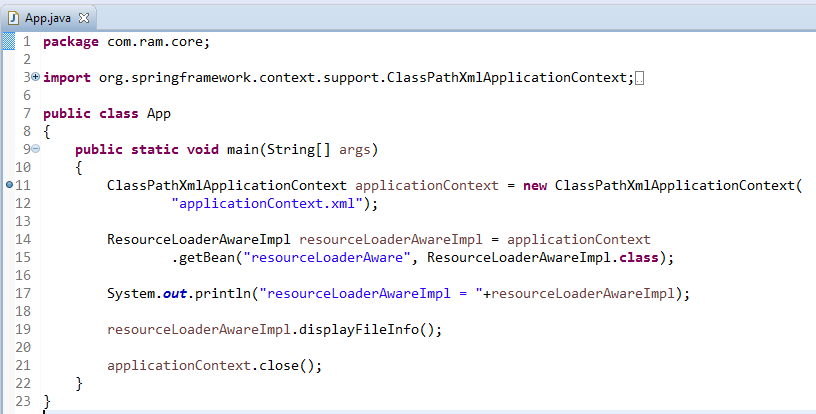 App.java
1 package com.ram.core;
2
3 import org.springframework.context.support.ClassPathXmlApplicationContext;
6
7 public class App
8 {
9     public static void main(String[] args)
10     {
11         ClassPathXmlApplicationContext applicationContext = new ClassPathXmlApplicationContext(
12                 "applicationContext.xml");
13
14         ResourceLoaderAwareImpl resourceLoaderAwareImpl = applicationContext
15                 .getBean("resourceLoaderAware", ResourceLoaderAwareImpl.class);
16
17         System.out.println("resourceLoaderAwareImpl = "+resourceLoaderAwareImpl);
18
19         resourceLoaderAwareImpl.displayFileInfo();
20
21         applicationContext.close();
22     }
23 }